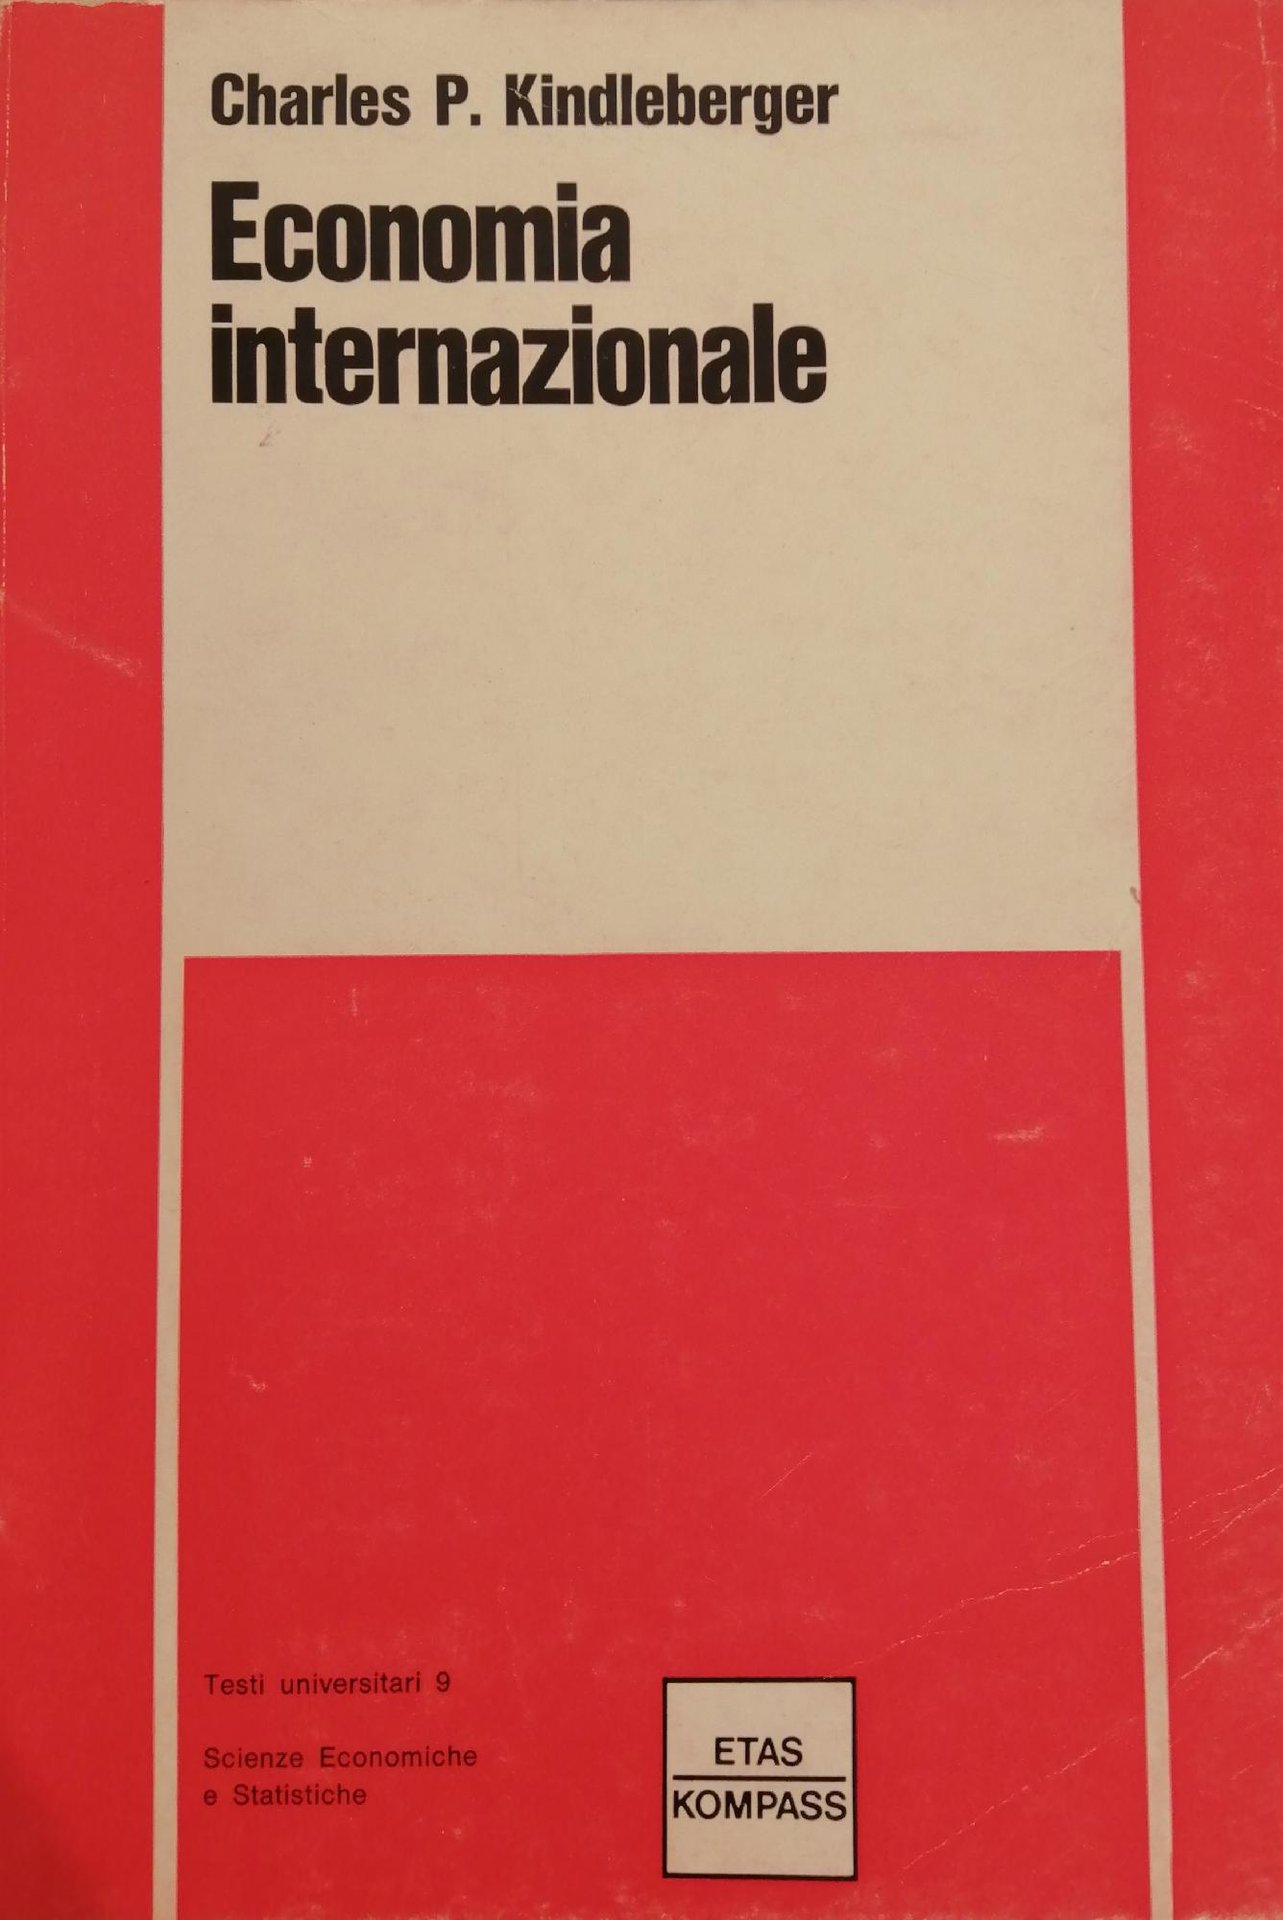 Charles P. Kindleberger
Economia
internazionale
Testi universitari 9
Scienze Economiche
e Statistiche
ETAS
KOMPASS